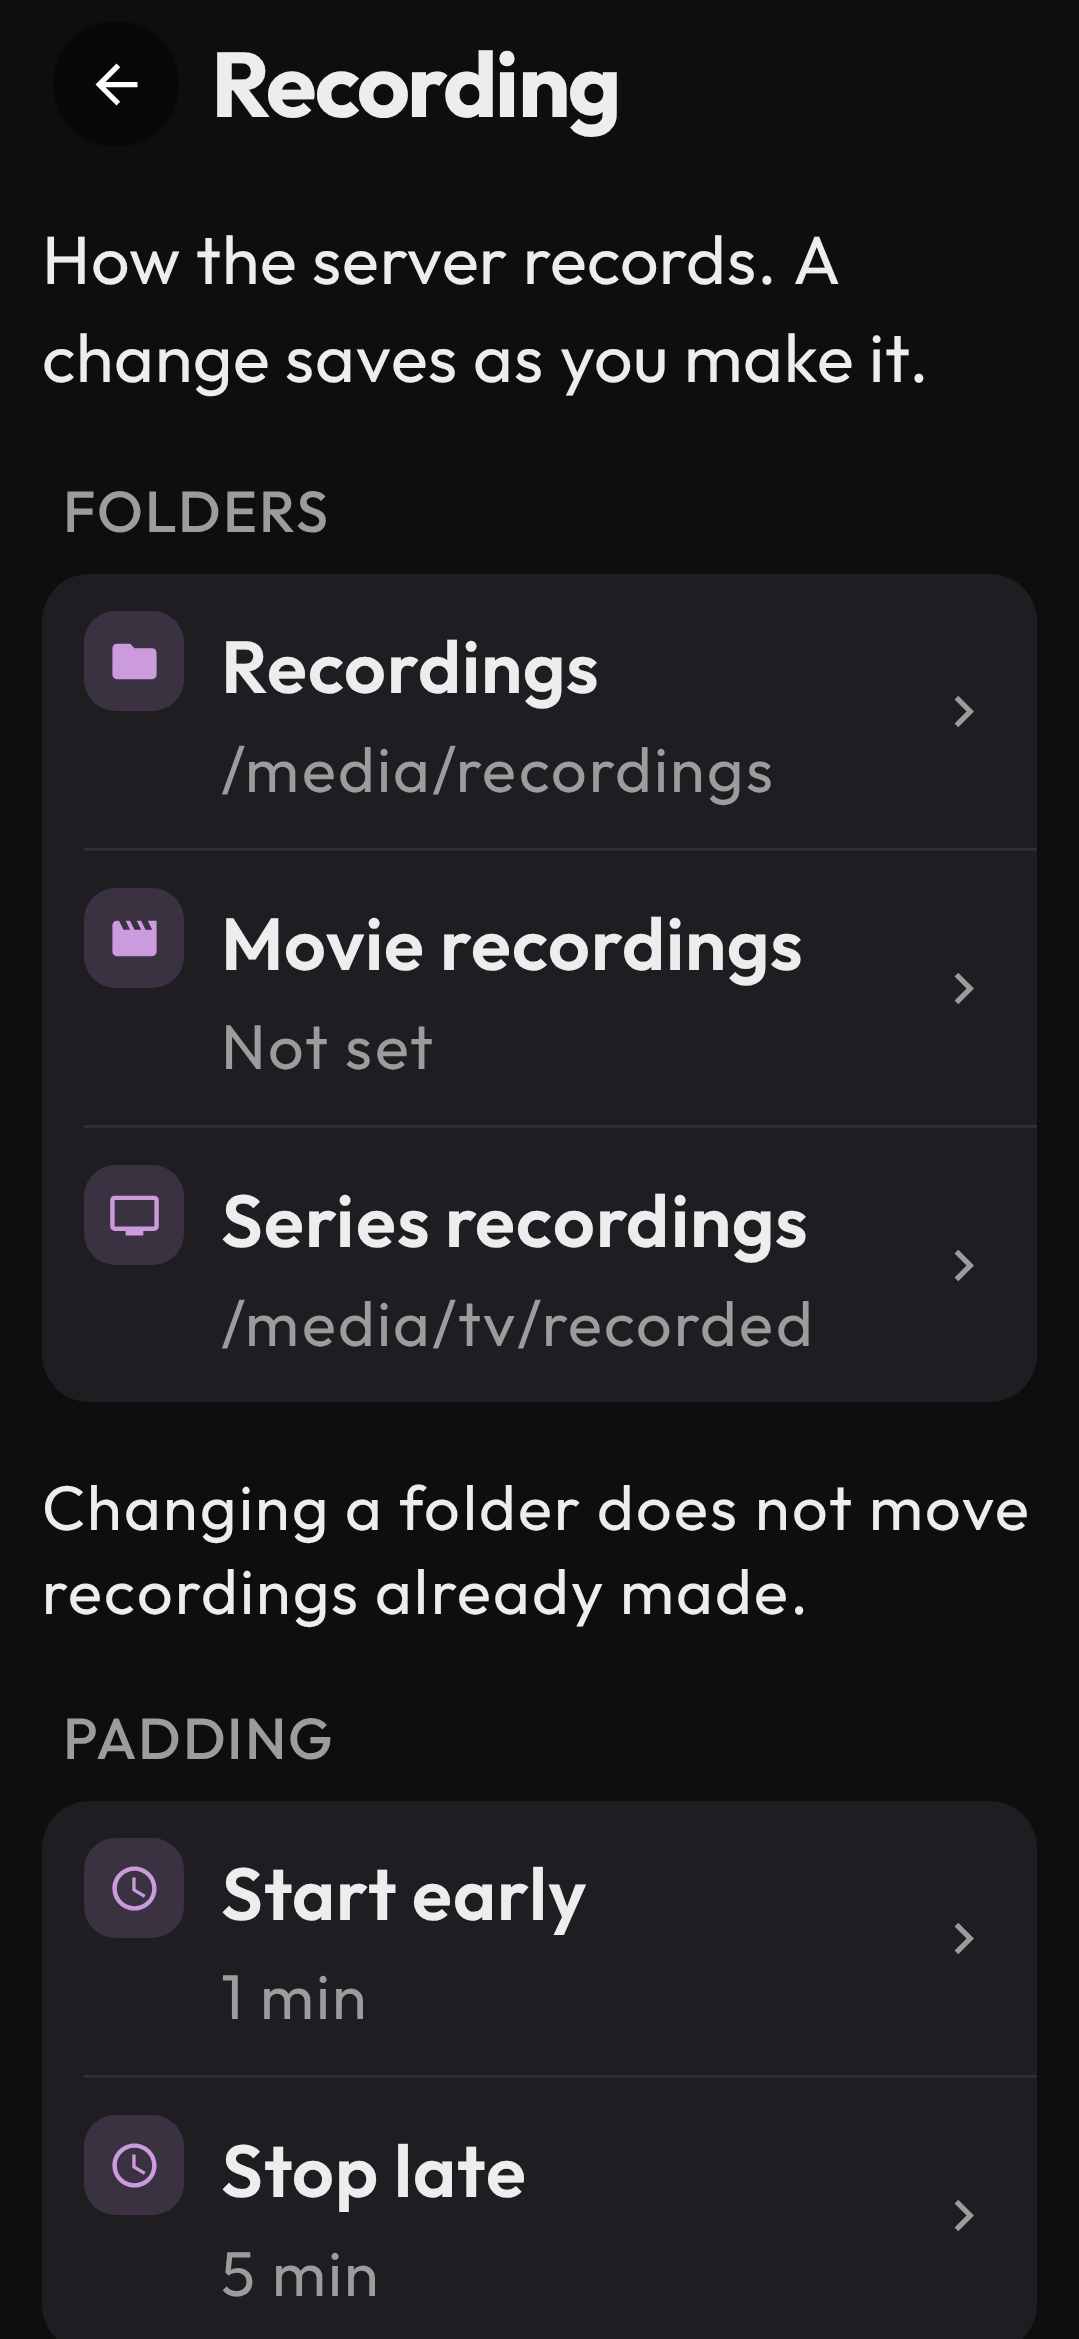 Recording
How the server records. A
change saves as you make it.
FOLDERS
Recordings
/media/recordings
Movie recordings
Not set
Series recordings
/media/tv/recorded
Changing a folder does not move
recordings already made.
PADDING
Start early
1 min
Stop late
5 min